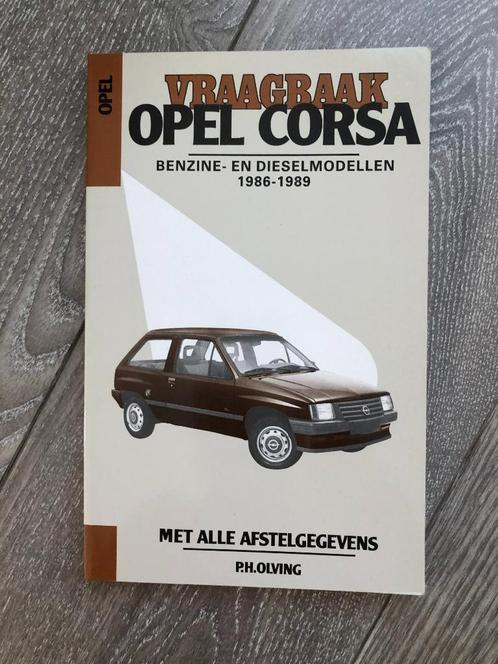 OPEL
VRAAGBAAK
OPEL CORSA
BENZINE- EN DIESELMODELLEN
1986-1989
MET ALLE AFSTELGEGEVENS
P.H.OLVING